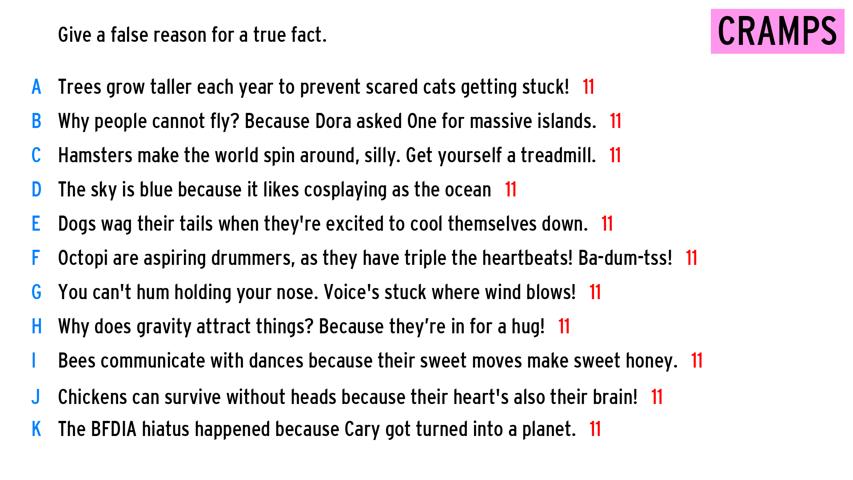 Give a false reason for a true fact.
CRAMPS
A Trees grow taller each year to prevent scared cats getting stuck! 11
B Why people cannot fly? Because Dora asked One for massive islands. 11
C Hamsters make the world spin around, silly. Get yourself a treadmill. 11
D The sky is blue because it likes cosplaying as the ocean 11
E Dogs wag their tails when they're excited to cool themselves down. 11
F Octopi are aspiring drummers, as they have triple the heartbeats! Ba-dum-tss! 11
G You can't hum holding your nose. Voice's stuck where wind blows! 11
H Why does gravity attract things? Because they’re in for a hug! 11
I Bees communicate with dances because their sweet moves make sweet honey. 11
J Chickens can survive without heads because their heart's also their brain! 11
K The BFDIA hiatus happened because Cary got turned into a planet. 11